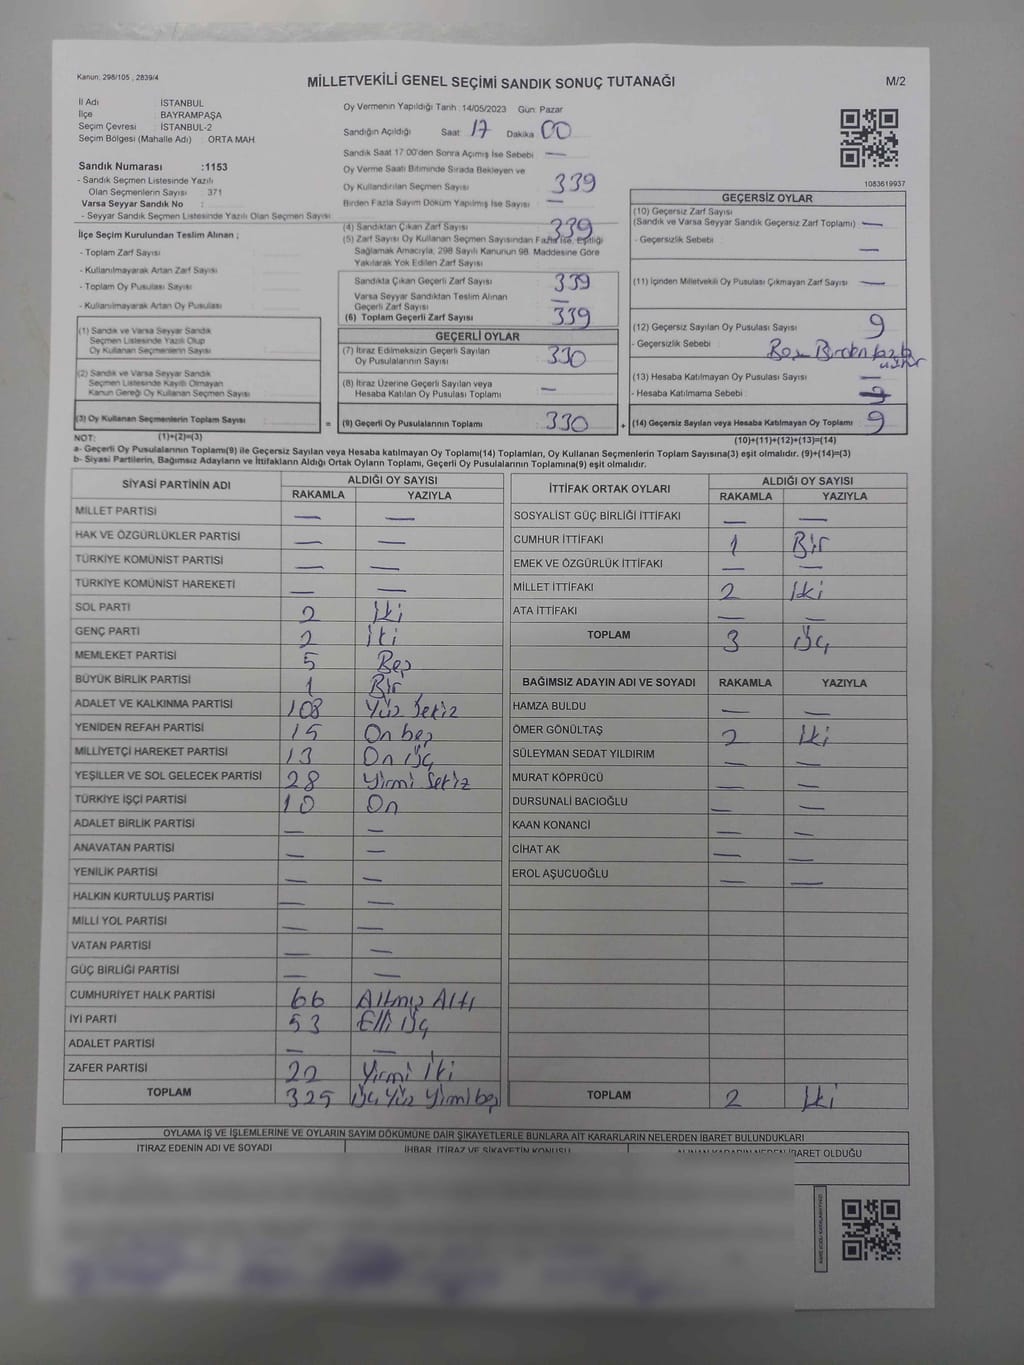 Kanun: 298/105 , 2839/4
MİLLETVEKİLİ GENEL SEÇİMİ SANDIK SONUÇ TUTANAĞI
M/2
İl Adı : İSTANBUL
İlçe : BAYRAMPAŞA
Seçim Çevresi : İSTANBUL-2
Seçim Bölgesi (Mahalle Adı) : ORTA MAH
Sandık Numarası :1153
- Sandık Seçmen Listesinde Yazılı
Olan Seçmenlerin Sayısı : 371
Varsa Seyyar Sandık No :
- Seyyar Sandık Seçmen Listesinde Yazılı Olan Seçmen Sayısı :
İlçe Seçim Kurulundan Teslim Alınan ;
- Toplam Zarf Sayısı :
- Kullanılmayarak Artan Zarf Sayısı :
- Toplam Oy Pusulası Sayısı :
- Kullanılmayarak Artan Oy Pusulası :
(1) Sandık ve Varsa Seyyar Sandık
Seçmen Listesinde Yazılı Olup
Oy Kullanan Seçmenlerin Sayısı :
(2) Sandık ve Varsa Seyyar Sandık
Seçmen Listesinde Kayıtlı Olmayan
Kanun Gereği Oy Kullanan Seçmen Sayısı :
(3) Oy Kullanan Seçmenlerin Toplam Sayısı :
Oy Vermenin Yapıldığı Tarih : 14/05/2023 Gün: Pazar
Sandığın Açıldığı Saat 17 Dakika 00
Sandık Saat 17:00'den Sonra Açılmış İse Sebebi : —
Oy Verme Saati Bitiminde Sırada Bekleyen ve
Oy Kullandırılan Seçmen Sayısı : 339
Birden Fazla Sayım Döküm Yapılmış İse Sayısı : —
(4) Sandıktan Çıkan Zarf Sayısı : 339
(5) Zarf Sayısı Oy Kullanan Seçmen Sayısından Fazla İse, Eşitliği
Sağlamak Amacıyla, 298 Sayılı Kanunun 98. Maddesine Göre
Yakılarak Yok Edilen Zarf Sayısı :
Sandıkta Çıkan Geçerli Zarf Sayısı : 339
Varsa Seyyar Sandıktan Teslim Alınan
Geçerli Zarf Sayısı : —
(6) Toplam Geçerli Zarf Sayısı : 339
GEÇERLİ OYLAR
(7) İtiraz Edilmeksizin Geçerli Sayılan
Oy Pusulalarının Sayısı : 330
(8) İtiraz Üzerine Geçerli Sayılan veya
Hesaba Katılan Oy Pusulası Toplamı : —
= (9) Geçerli Oy Pusulalarının Toplamı : 330
1083619937
GEÇERSİZ OYLAR
(10) Geçersiz Zarf Sayısı
(Sandık ve Varsa Seyyar Sandık Geçersiz Zarf Toplamı) : —
- Geçersizlik Sebebi : —
(11) İçinden Milletvekili Oy Pusulası Çıkmayan Zarf Sayısı : —
(12) Geçersiz Sayılan Oy Pusulası Sayısı : 9
- Geçersizlik Sebebi :
(13) Hesaba Katılmayan Oy Pusulası Sayısı : —
- Hesaba Katılmama Sebebi :
+ (14) Geçersiz Sayılan veya Hesaba Katılmayan Oy Toplamı : 9
NOT: (1)+(2)=(3)
(10)+(11)+(12)+(13)=(14)
a- Geçerli Oy Pusulalarının Toplamı(9) ile Geçersiz Sayılan veya Hesaba katılmayan Oy Toplamı(14) Toplamları, Oy Kullanan Seçmenlerin Toplam Sayısına(3) eşit olmalıdır. (9)+(14)=(3)
b- Siyasi Partilerin, Bağımsız Adayların ve İttifakların Aldığı Ortak Oyların Toplamı, Geçerli Oy Pusulalarının Toplamına(9) eşit olmalıdır.
SİYASİ PARTİNİN ADI ALDIĞI OY SAYISI
RAKAMLA YAZIYLA
MİLLET PARTİSİ — —
HAK VE ÖZGÜRLÜKLER PARTİSİ — —
TÜRKİYE KOMÜNİST PARTİSİ — —
TÜRKİYE KOMÜNİST HAREKETİ — —
SOL PARTİ 2 İki
GENÇ PARTİ 2 İki
MEMLEKET PARTİSİ 5 Beş
BÜYÜK BİRLİK PARTİSİ 1 Bir
ADALET VE KALKINMA PARTİSİ 108 Yüz Sekiz
YENİDEN REFAH PARTİSİ 15 On beş
MİLLİYETÇİ HAREKET PARTİSİ 13 On Üç
YEŞİLLER VE SOL GELECEK PARTİSİ 28 Yirmi Sekiz
TÜRKİYE İŞÇİ PARTİSİ 10 On
ADALET BİRLİK PARTİSİ — —
ANAVATAN PARTİSİ — —
YENİLİK PARTİSİ — —
HALKIN KURTULUŞ PARTİSİ — —
MİLLİ YOL PARTİSİ — —
VATAN PARTİSİ — —
GÜÇ BİRLİĞİ PARTİSİ — —
CUMHURİYET HALK PARTİSİ 66 Altmış Altı
İYİ PARTİ 53 Elli Üç
ADALET PARTİSİ — —
ZAFER PARTİSİ 22 Yirmi İki
TOPLAM 325 Üç Yüz Yirmi beş
İTTİFAK ORTAK OYLARI ALDIĞI OY SAYISI
RAKAMLA YAZIYLA
SOSYALİST GÜÇ BİRLİĞİ İTTİFAKI — —
CUMHUR İTTİFAKI 1 Bir
EMEK VE ÖZGÜRLÜK İTTİFAKI — —
MİLLET İTTİFAKI 2 İki
ATA İTTİFAKI — —
TOPLAM 3 Üç
BAĞIMSIZ ADAYIN ADI VE SOYADI RAKAMLA YAZIYLA
HAMZA BULDU — —
ÖMER GÖNÜLTAŞ 2 İki
SÜLEYMAN SEDAT YILDIRIM — —
MURAT KÖPRÜCÜ — —
DURSUNALİ BACIOĞLU — —
KAAN KONANCİ — —
CİHAT AK — —
EROL AŞUCUOĞLU — —
TOPLAM 2 İki
OYLAMA İŞ VE İŞLEMLERİNE VE OYLARIN SAYIM DÖKÜMÜNE DAİR ŞİKAYETLERLE BUNLARA AİT KARARLARIN NELERDEN İBARET BULUNDUKLARI
İTİRAZ EDENİN ADI VE SOYADI
İHBAR, İTİRAZ VE ŞİKAYETİN KONUSU
ALINAN KARARIN NEDEN İBARET OLDUĞU